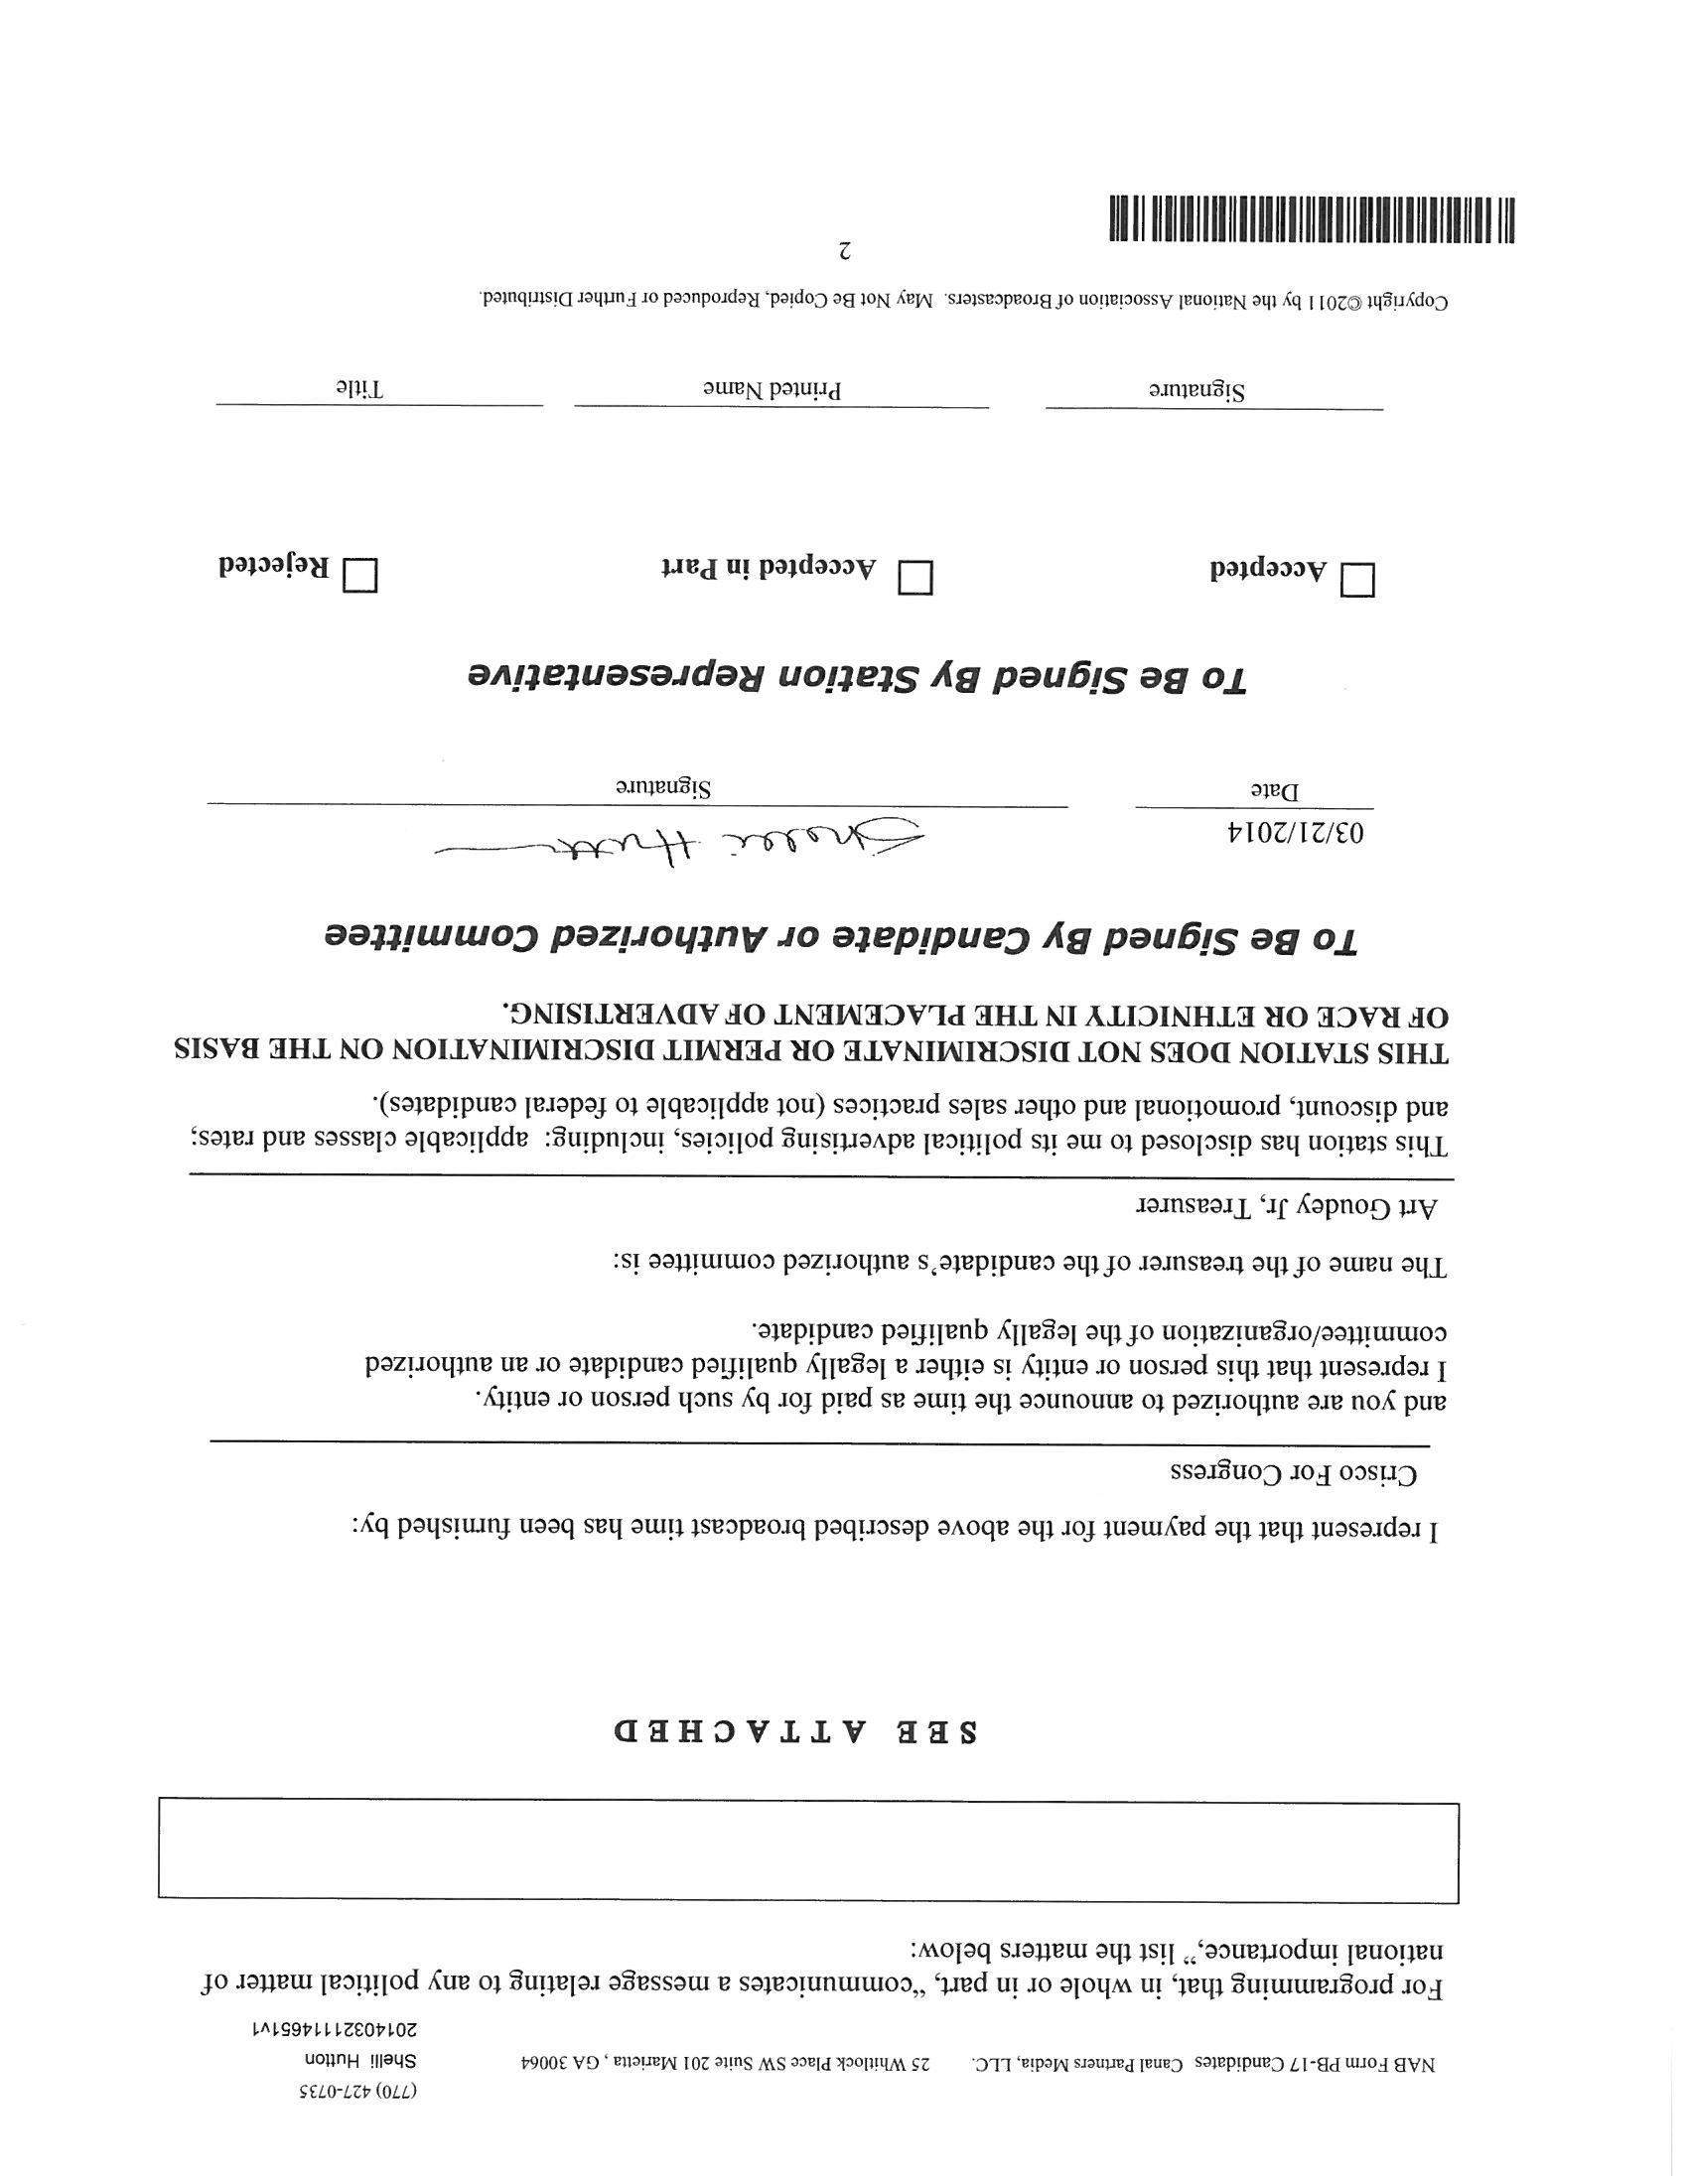 (770) 427-0735
NAB Form PB-17 Candidates Canal Partners Media, LLC. 25 Whitlock Place SW Suite 201 Marietta , GA 30064 Shelli Hutton
20140321114651v1
For programming that, in whole or in part, “communicates a message relating to any political matter of
national importance,” list the matters below:
SEE ATTACHED
I represent that the payment for the above described broadcast time has been furnished by:
Crisco For Congress
and you are authorized to announce the time as paid for by such person or entity.
I represent that this person or entity is either a legally qualified candidate or an authorized
committee/organization of the legally qualified candidate.
The name of the treasurer of the candidate’s authorized committee is:
Art Goudey Jr, Treasurer
This station has disclosed to me its political advertising policies, including: applicable classes and rates;
and discount, promotional and other sales practices (not applicable to federal candidates).
THIS STATION DOES NOT DISCRIMINATE OR PERMIT DISCRIMINATION ON THE BASIS
OF RACE OR ETHNICITY IN THE PLACEMENT OF ADVERTISING.
To Be Signed By Candidate or Authorized Committee
03/21/2014 Shelli Hutton
Date Signature
To Be Signed By Station Representative
Accepted Accepted in Part Rejected
Signature Printed Name Title
Copyright ©2011 by the National Association of Broadcasters. May Not Be Copied, Reproduced or Further Distributed.
2